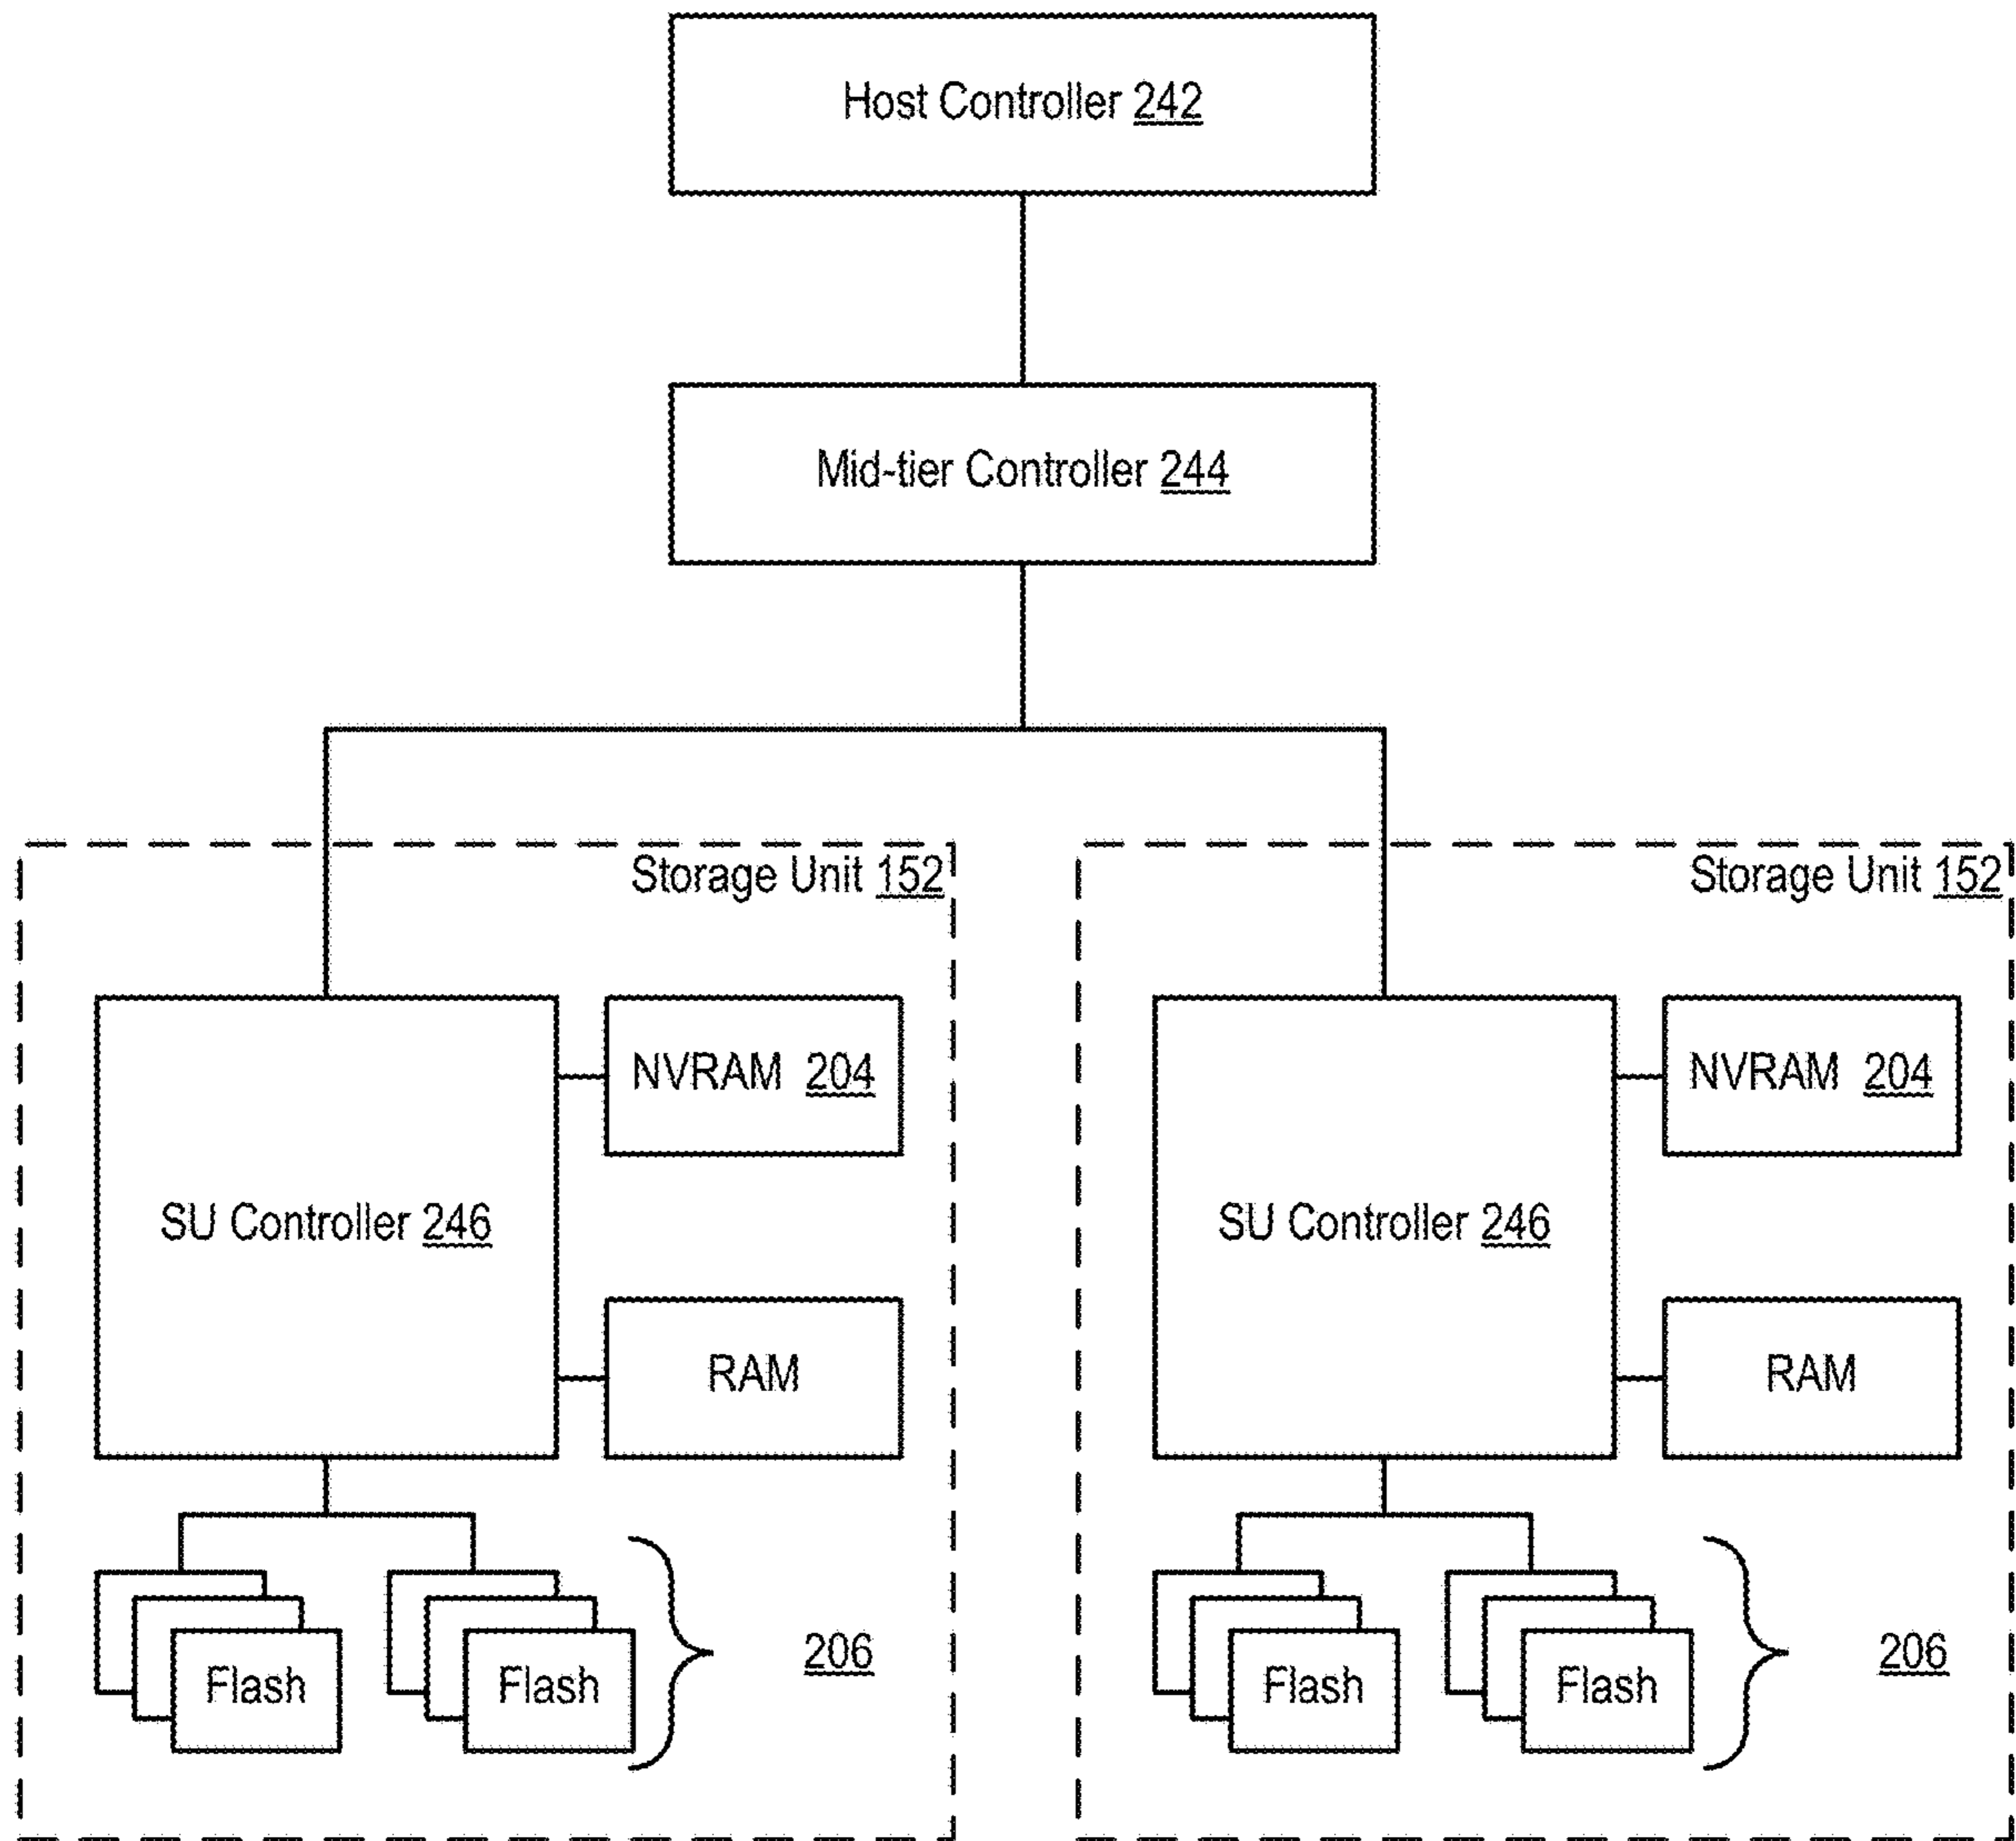 Host Controller 242
Mid-tier Controller 244
Storage Unit 152
Storage Unit 152
NVRAM 204
NVRAM 204
SU Controller 246
SU Controller 246
RAM
RAM
206
206
Flash
Flash
Flash
Flash